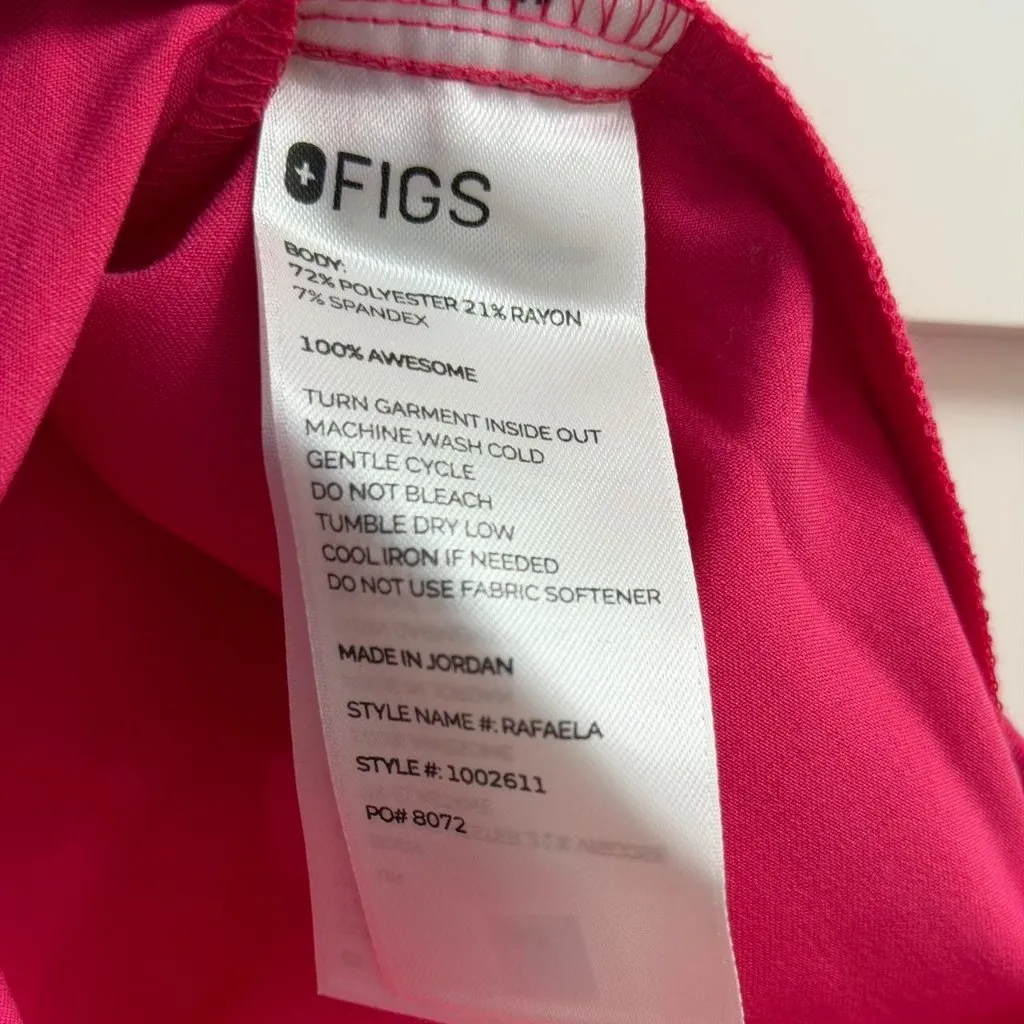 FIGS
BODY:
72% POLYESTER 21% RAYON
7% SPANDEX
100% AWESOME
TURN GARMENT INSIDE OUT
MACHINE WASH COLD
GENTLE CYCLE
DO NOT BLEACH
TUMBLE DRY LOW
COOL IRON IF NEEDED
DO NOT USE FABRIC SOFTENER
MADE IN JORDAN
STYLE NAME #: RAFAELA
STYLE #: 1002611
PO# 8072